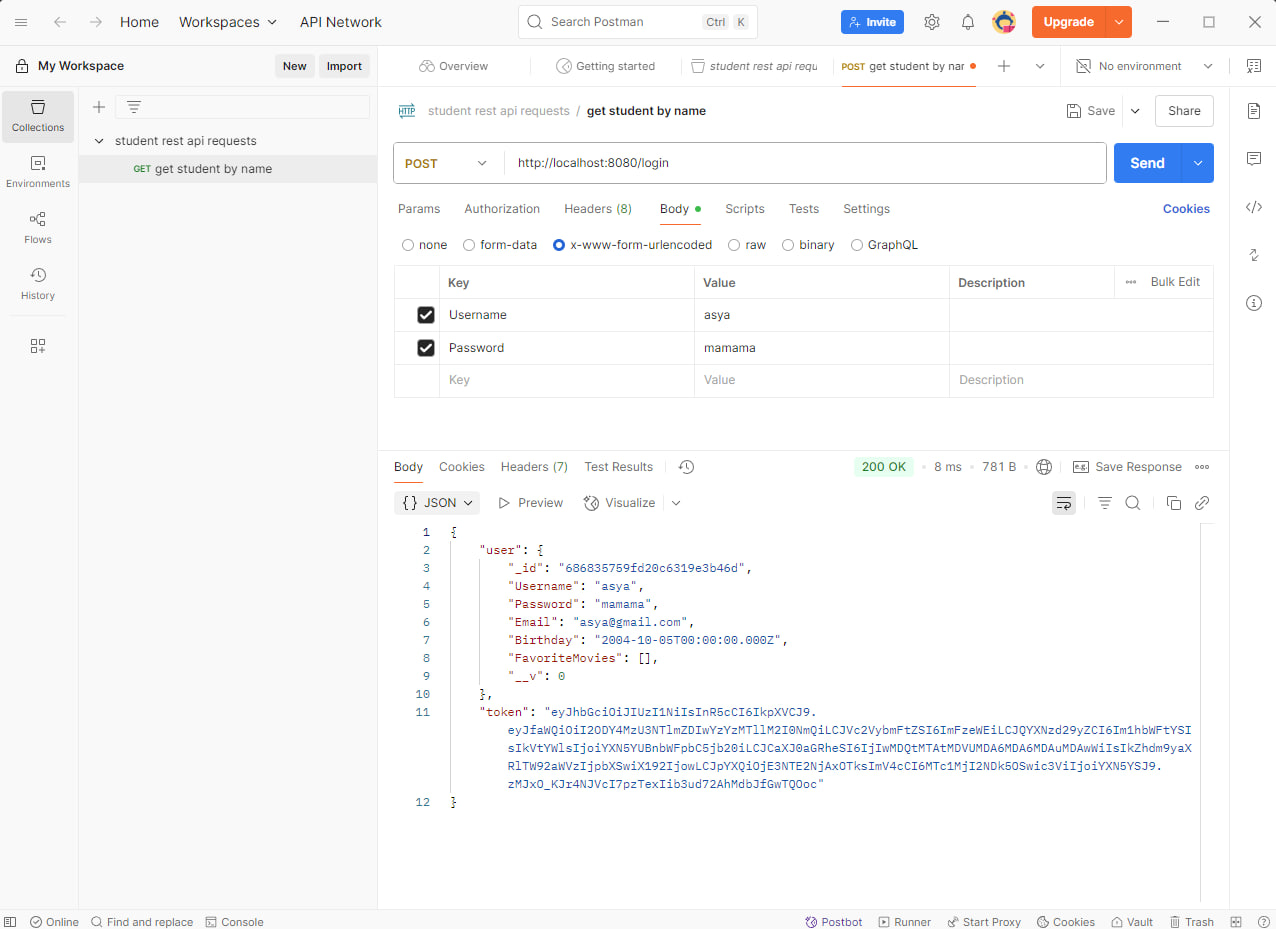 Home Workspaces API Network Search Postman Ctrl K Invite Upgrade
My Workspace New Import Overview Getting started student rest api requ POST get student by nar No environment
Collections
Environments
Flows
History
student rest api requests
GET get student by name
HTTP student rest api requests / get student by name Save Share
POST http://localhost:8080/login Send
Params Authorization Headers (8) Body Scripts Tests Settings Cookies
none form-data x-www-form-urlencoded raw binary GraphQL
Key Value Description Bulk Edit
Username asya
Password mamama
Key Value Description
Body Cookies Headers (7) Test Results 200 OK 8 ms 781 B e.g. Save Response
{} JSON Preview Visualize
1 {
2 "user": {
3 "_id": "686835759fd20c6319e3b46d",
4 "Username": "asya",
5 "Password": "mamama",
6 "Email": "asya@gmail.com",
7 "Birthday": "2004-10-05T00:00:00.000Z",
8 "FavoriteMovies": [],
9 "__v": 0
10 },
11 "token": "eyJhbGciOiJIUzI1NiIsInR5cCI6IkpXVCJ9.
eyJfaWQiOiI2ODY4MzU3NTlmZDIwYzYzMTllM2I0NmQiLCJVc2VybmFtZSI6ImFzeWEiLCJQYXNzd29yZCI6Im1hbWFtYSI
sIkVtYWlsIjoiYXN5YUBnbWFpbC5jb20iLCJCaXJ0aGRheSI6IjIwMDQtMTAtMDVUMDA6MDA6MDAuMDAwWiIsIkZhdm9yaX
RlTW92aWVzIjpbXSwiX192IjowLCJpYXQiOjE3NTE2NjAxOTksImV4cCI6MTc1MjI2NDk5OSwic3ViIjoiYXN5YSJ9.
zMJxO_KJr4NJVcI7pzTexIib3ud72AhMdbJfGwTQOoc"
12 }
Online Find and replace Console Postbot Runner Start Proxy Cookies Vault Trash